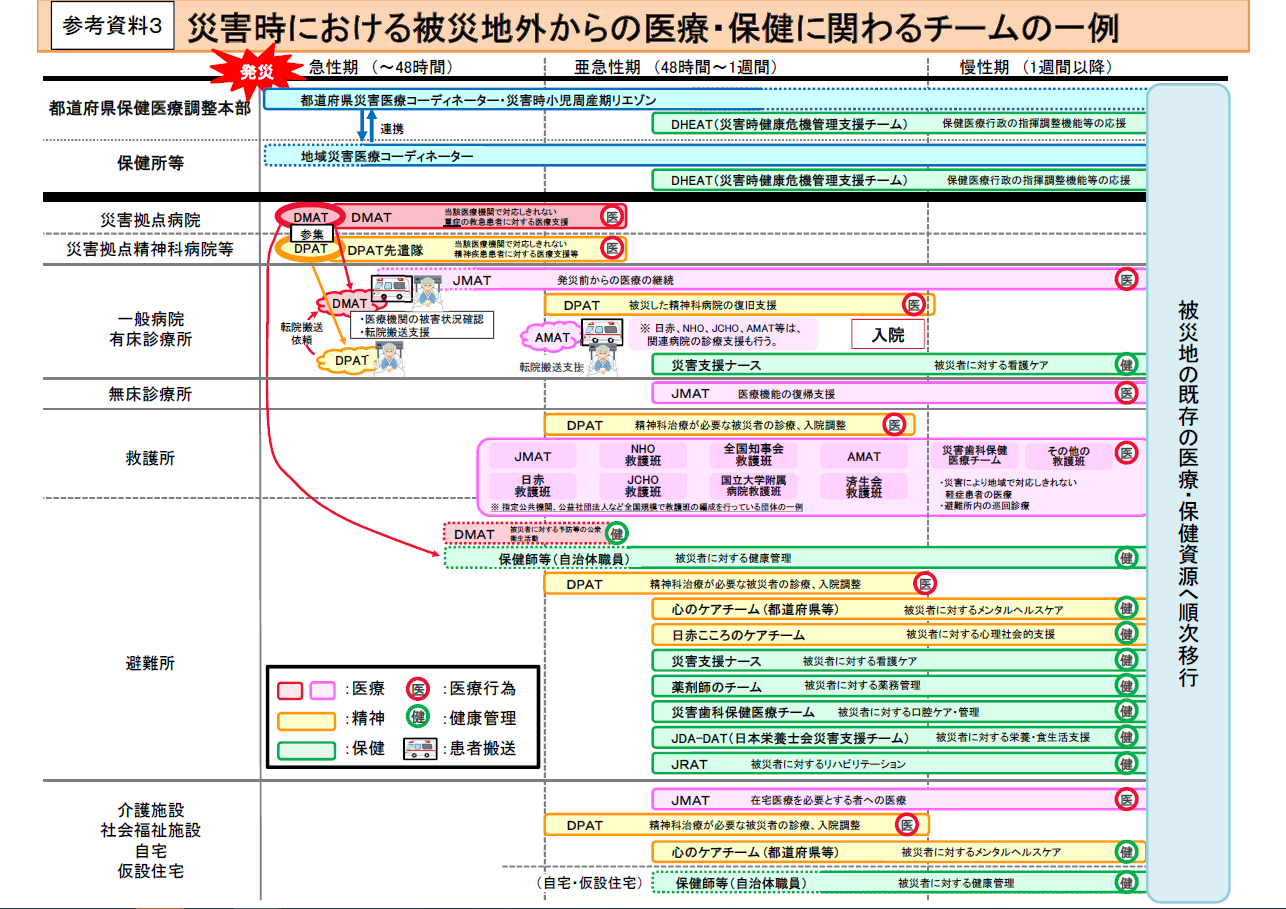 参考資料3
災害時における被災地外からの医療・保健に関わるチームの一例
発災
急性期 (～48時間)
亜急性期 (48時間～1週間)
慢性期 (1週間以降)
都道府県保健医療調整本部
都道府県災害医療コーディネーター・災害時小児周産期リエゾン
連携
DHEAT(災害時健康危機管理支援チーム) 保健医療行政の指揮調整機能等の応援
保健所等
地域災害医療コーディネーター
DHEAT(災害時健康危機管理支援チーム) 保健医療行政の指揮調整機能等の応援
災害拠点病院
DMAT
DMAT
当該医療機関で対応しきれない
重症の救急患者に対する医療支援
医
参集
災害拠点精神科病院等
DPAT
DPAT先遣隊
当該医療機関で対応しきれない
精神疾患患者に対する医療支援等
医
一般病院
有床診療所
JMAT 発災前からの医療の継続 医
DMAT
DPAT 被災した精神科病院の復旧支援 医
・医療機関の被害状況確認
・転院搬送支援
転院搬送
依頼
DPAT
AMAT
転院搬送支援
※ 日赤、NHO、JCHO、AMAT等は、
関連病院の診療支援も行う。
入院
災害支援ナース 被災者に対する看護ケア 健
無床診療所
JMAT 医療機能の復帰支援 医
救護所
DPAT 精神科治療が必要な被災者の診療、入院調整 医
JMAT
NHO
救護班
全国知事会
救護班
AMAT
災害歯科保健
医療チーム
その他の
救護班
医
日赤
救護班
JCHO
救護班
国立大学附属
病院救護班
済生会
救護班
・災害により地域で対応しきれない
軽症患者の医療
・避難所内の巡回診療
※ 指定公共機関、公益社団法人など全国規模で救護班の編成を行っている団体の一例
避難所
DMAT
被災者に対する予防等の公衆
衛生活動
健
保健師等(自治体職員) 被災者に対する健康管理 健
DPAT 精神科治療が必要な被災者の診療、入院調整 医
心のケアチーム(都道府県等) 被災者に対するメンタルヘルスケア 健
日赤こころのケアチーム 被災者に対する心理社会的支援 健
災害支援ナース 被災者に対する看護ケア 健
薬剤師のチーム 被災者に対する薬務管理 健
災害歯科保健医療チーム 被災者に対する口腔ケア・管理 健
JDA-DAT(日本栄養士会災害支援チーム) 被災者に対する栄養・食生活支援 健
JRAT 被災者に対するリハビリテーション 健
:医療
医 :医療行為
:精神
健 :健康管理
:保健
:患者搬送
介護施設
社会福祉施設
自宅
仮設住宅
JMAT 在宅医療を必要とする者への医療 医
DPAT 精神科治療が必要な被災者の診療、入院調整 医
心のケアチーム(都道府県等) 被災者に対するメンタルヘルスケア 健
(自宅・仮設住宅)
保健師等(自治体職員) 被災者に対する健康管理 健
被災地の既存の医療・保健資源へ順次移行